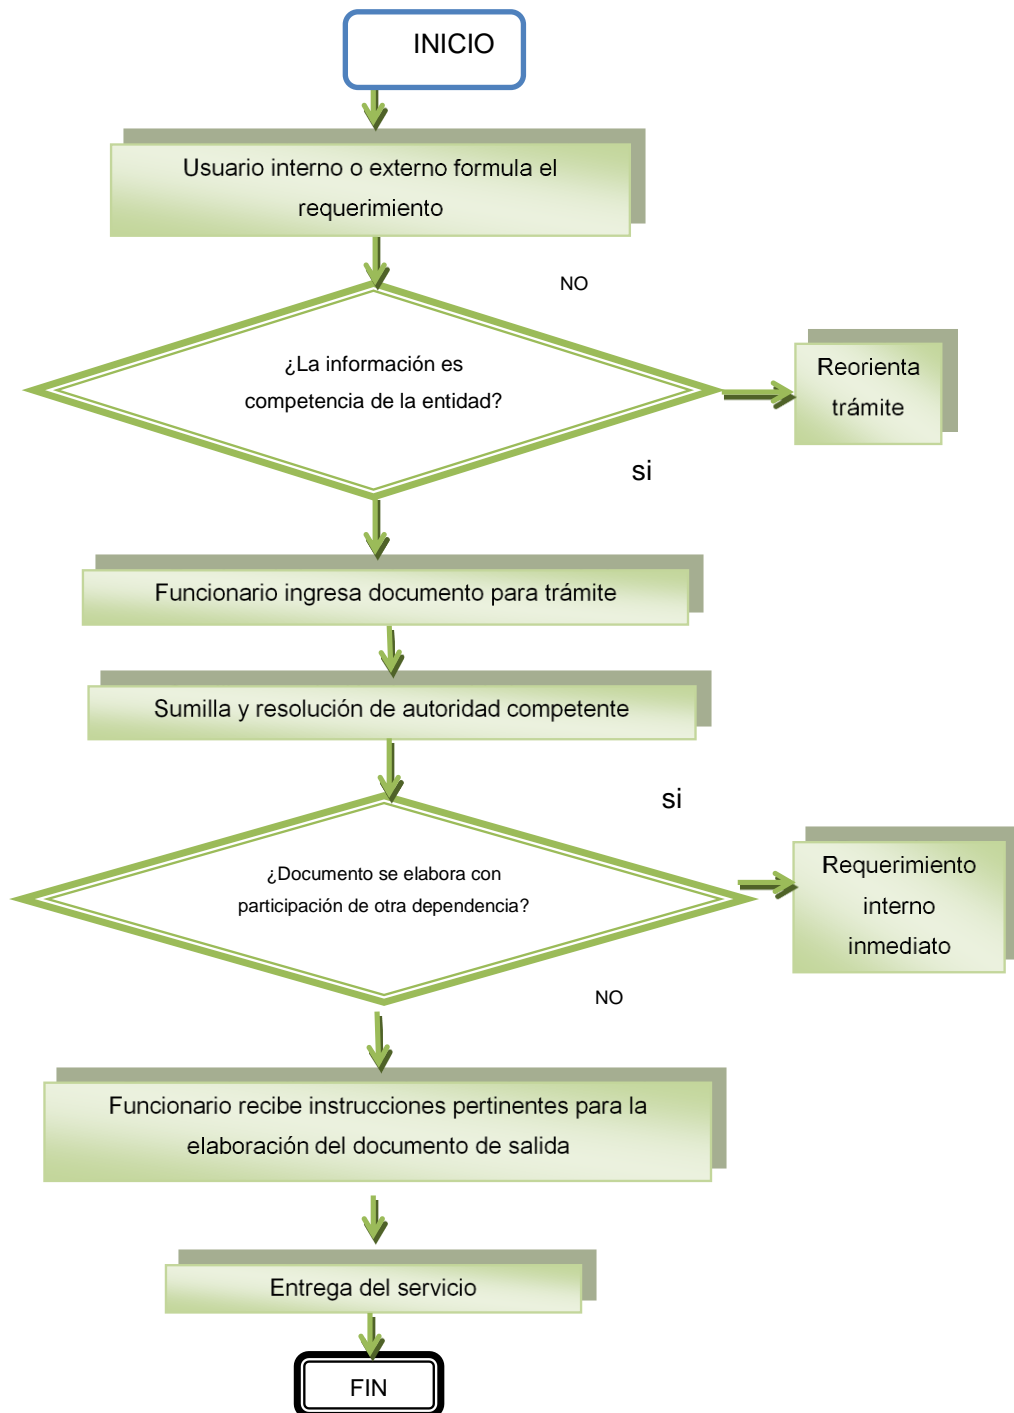 INICIO
Usuario interno o externo formula el
requerimiento
NO
¿La información es
competencia de la entidad?
Reorienta
trámite
si
Funcionario ingresa documento para trámite
Sumilla y resolución de autoridad competente
si
¿Documento se elabora con
participación de otra dependencia?
Requerimiento
interno
inmediato
NO
Funcionario recibe instrucciones pertinentes para la
elaboración del documento de salida
Entrega del servicio
FIN